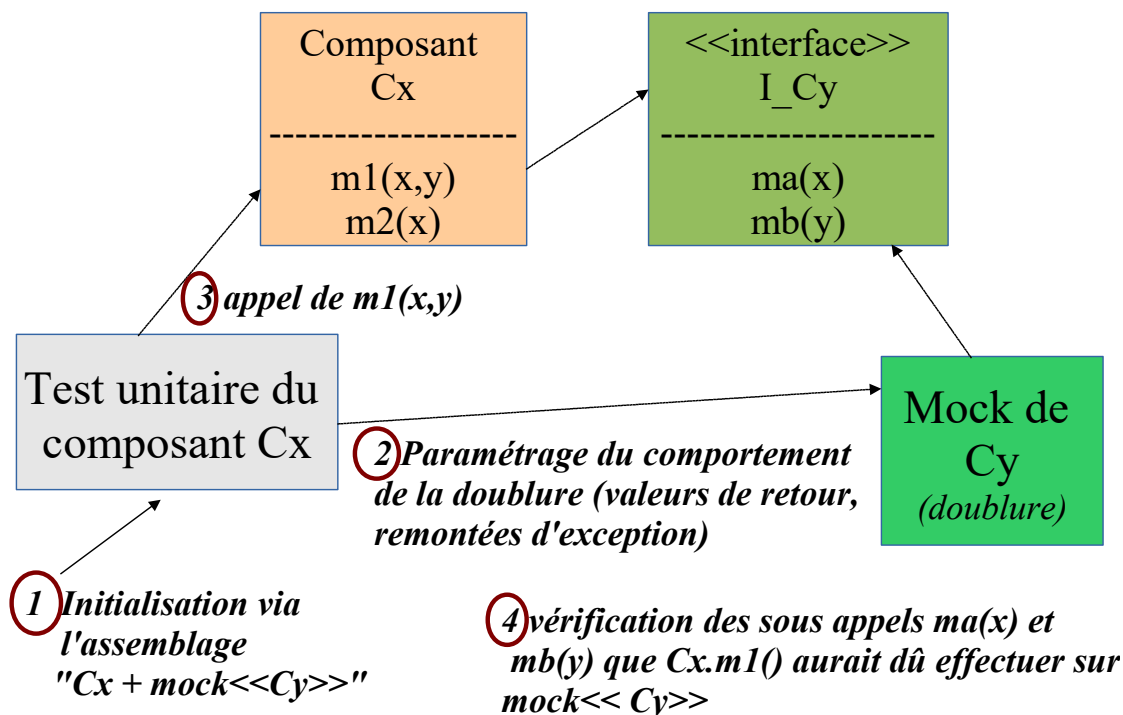 Composant
Cx
--------------------
m1(x,y)
m2(x)
<<interface>>
I_Cy
--------------------
ma(x)
mb(y)
3 appel de m1(x,y)
Test unitaire du
composant Cx
2 Paramétrage du comportement
de la doublure (valeurs de retour,
remontées d'exception)
Mock de
Cy
(doublure)
1 Initialisation via
l'assemblage
"Cx + mock<<Cy>>"
4 vérification des sous appels ma(x) et
mb(y) que Cx.m1() aurait dû effectuer sur
mock<< Cy>>